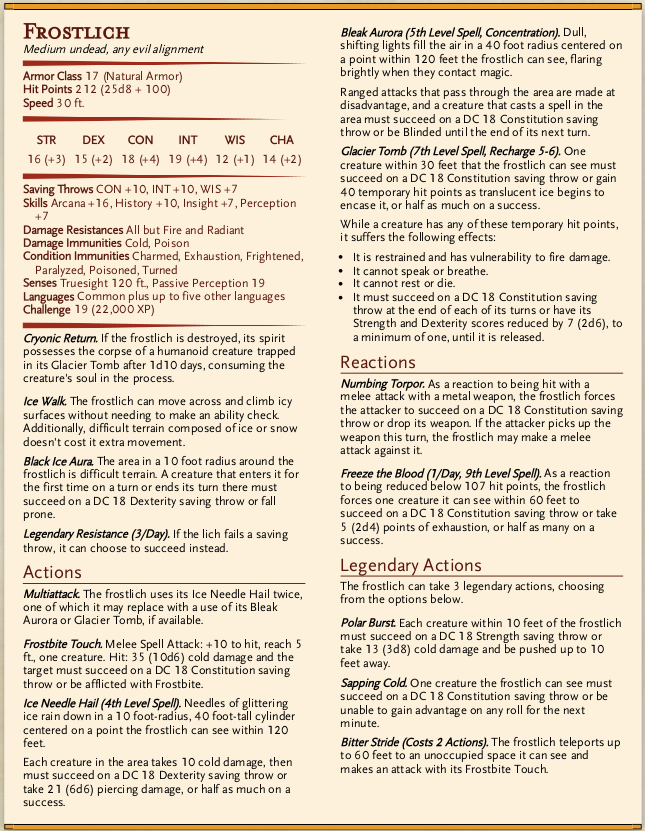 Frostlich
Medium undead, any evil alignment
Armor Class 17 (Natural Armor)
Hit Points 212 (25d8 + 100)
Speed 30 ft.
STR DEX CON INT WIS CHA
16 (+3) 15 (+2) 18 (+4) 19 (+4) 12 (+1) 14 (+2)
Saving Throws CON +10, INT +10, WIS +7
Skills Arcana +16, History +10, Insight +7, Perception
+7
Damage Resistances All but Fire and Radiant
Damage Immunities Cold, Poison
Condition Immunities Charmed, Exhaustion, Frightened,
Paralyzed, Poisoned, Turned
Senses Truesight 120 ft., Passive Perception 19
Languages Common plus up to five other languages
Challenge 19 (22,000 XP)
Cryonic Return. If the frostlich is destroyed, its spirit
possesses the corpse of a humanoid creature trapped
in its Glacier Tomb after 1d10 days, consuming the
creature's soul in the process.
Ice Walk. The frostlich can move across and climb icy
surfaces without needing to make an ability check.
Additionally, difficult terrain composed of ice or snow
doesn't cost it extra movement.
Black Ice Aura. The area in a 10 foot radius around the
frostlich is difficult terrain. A creature that enters it for
the first time on a turn or ends its turn there must
succeed on a DC 18 Dexterity saving throw or fall
prone.
Legendary Resistance (3/Day). If the lich fails a saving
throw, it can choose to succeed instead.
Actions
Multiattack. The frostlich uses its Ice Needle Hail twice,
one of which it may replace with a use of its Bleak
Aurora or Glacier Tomb, if available.
Frostbite Touch. Melee Spell Attack: +10 to hit, reach 5
ft., one creature. Hit: 35 (10d6) cold damage and the
target must succeed on a DC 18 Constitution saving
throw or be afflicted with Frostbite.
Ice Needle Hail (4th Level Spell). Needles of glittering
ice rain down in a 10 foot-radius, 40 foot-tall cylinder
centered on a point the frostlich can see within 120
feet.
Each creature in the area takes 10 cold damage, then
must succeed on a DC 18 Dexterity saving throw or
take 21 (6d6) piercing damage, or half as much on a
success.
Bleak Aurora (5th Level Spell, Concentration). Dull,
shifting lights fill the air in a 40 foot radius centered on
a point within 120 feet the frostlich can see, flaring
brightly when they contact magic.
Ranged attacks that pass through the area are made at
disadvantage, and a creature that casts a spell in the
area must succeed on a DC 18 Constitution saving
throw or be Blinded until the end of its next turn.
Glacier Tomb (7th Level Spell, Recharge 5-6). One
creature within 30 feet that the frostlich can see must
succeed on a DC 18 Constitution saving throw or gain
40 temporary hit points as translucent ice begins to
encase it, or half as much on a success.
While a creature has any of these temporary hit points,
it suffers the following effects:
• It is restrained and has vulnerability to fire damage.
• It cannot speak or breathe.
• It cannot rest or die.
• It must succeed on a DC 18 Constitution saving
throw at the end of each of its turns or have its
Strength and Dexterity scores reduced by 7 (2d6), to
a minimum of one, until it is released.
Reactions
Numbing Torpor. As a reaction to being hit with a
melee attack with a metal weapon, the frostlich forces
the attacker to succeed on a DC 18 Constitution saving
throw or drop its weapon. If the attacker picks up the
weapon this turn, the frostlich may make a melee
attack against it.
Freeze the Blood (1/Day, 9th Level Spell). As a reaction
to being reduced below 107 hit points, the frostlich
forces one creature it can see within 60 feet to
succeed on a DC 18 Constitution saving throw or take
5 (2d4) points of exhaustion, or half as many on a
success.
Legendary Actions
The frostlich can take 3 legendary actions, choosing
from the options below.
Polar Burst. Each creature within 10 feet of the frostlich
must succeed on a DC 18 Strength saving throw or
take 13 (3d8) cold damage and be pushed up to 10
feet away.
Sapping Cold. One creature the frostlich can see must
succeed on a DC 18 Constitution saving throw or be
unable to gain advantage on any roll for the next
minute.
Bitter Stride (Costs 2 Actions). The frostlich teleports up
to 60 feet to an unoccupied space it can see and
makes an attack with its Frostbite Touch.